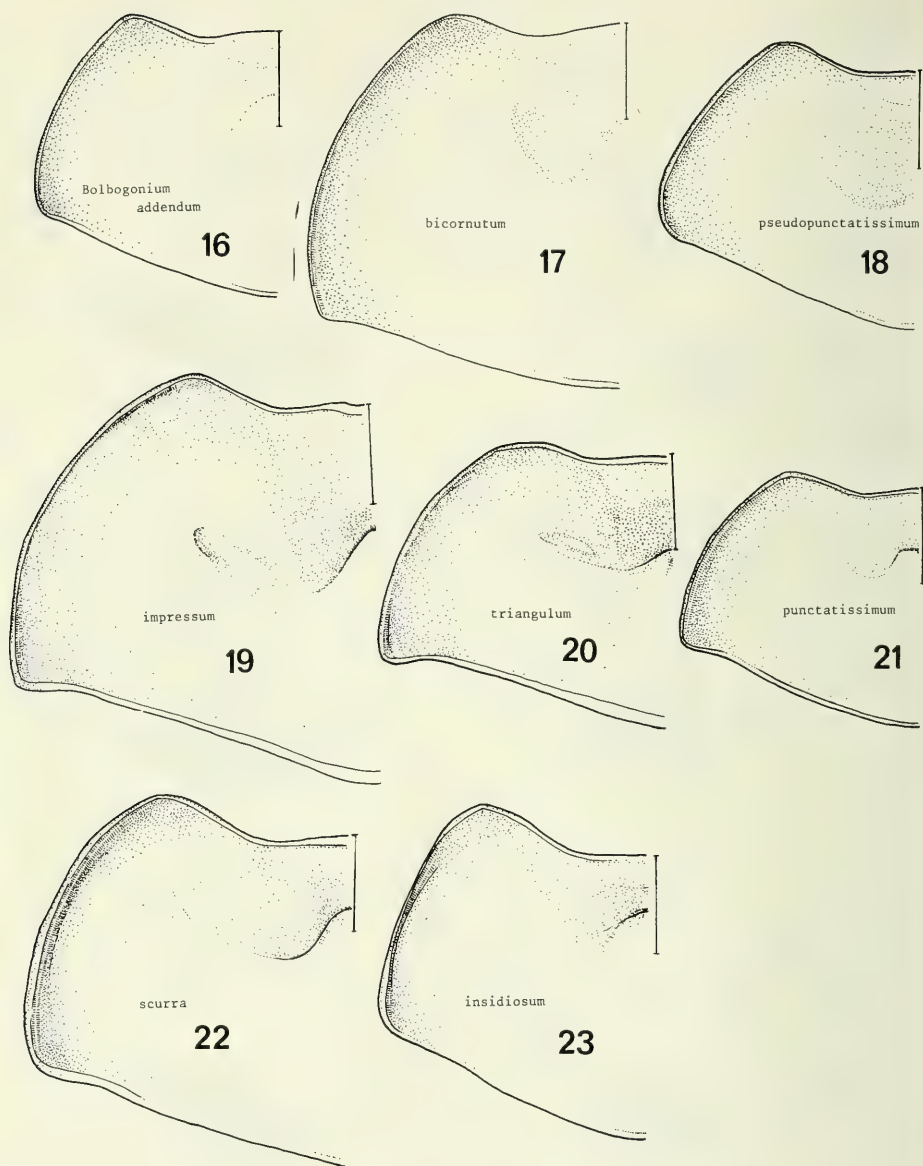 Bolbogonium
addendum
16
bicornutum
17
pseudopunctatissimum
18
impressum
19
triangulum
20
punctatissimum
21
scurra
22
insidiosum
23